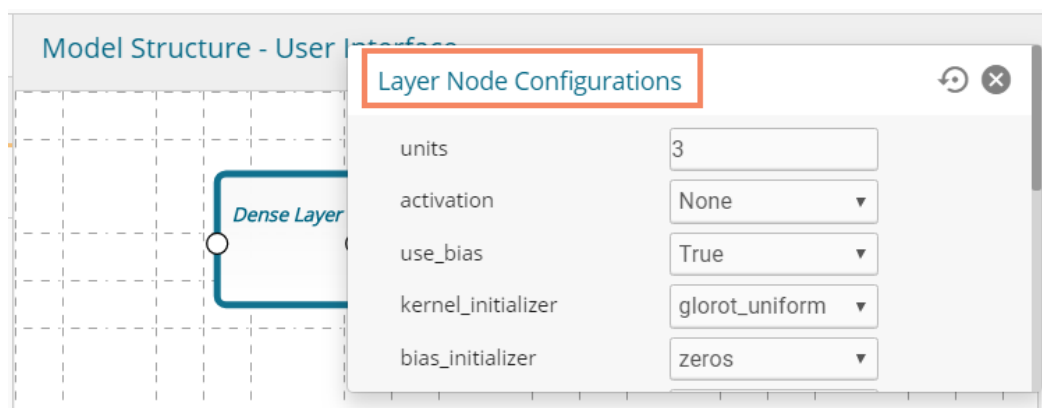 Model Structure - User Interface
Layer Node Configurations
units 3
activation None
Dense Layer
use_bias True
kernel_initializer glorot_uniform
bias_initializer zeros